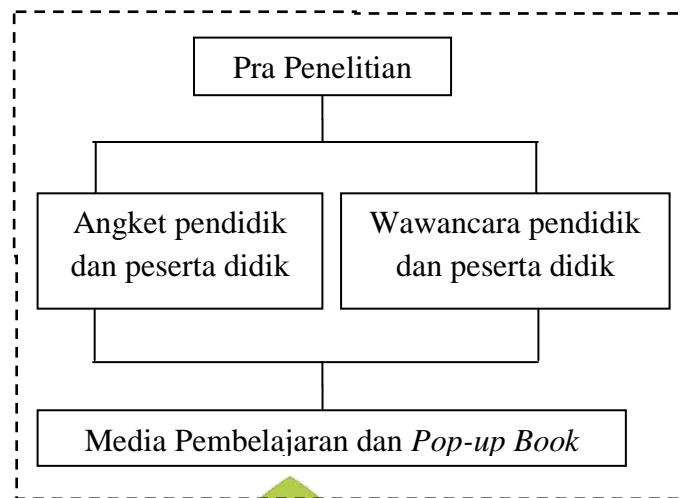 Pra Penelitian
Angket pendidik
dan peserta didik
Wawancara pendidik
dan peserta didik
Media Pembelajaran dan Pop-up Book